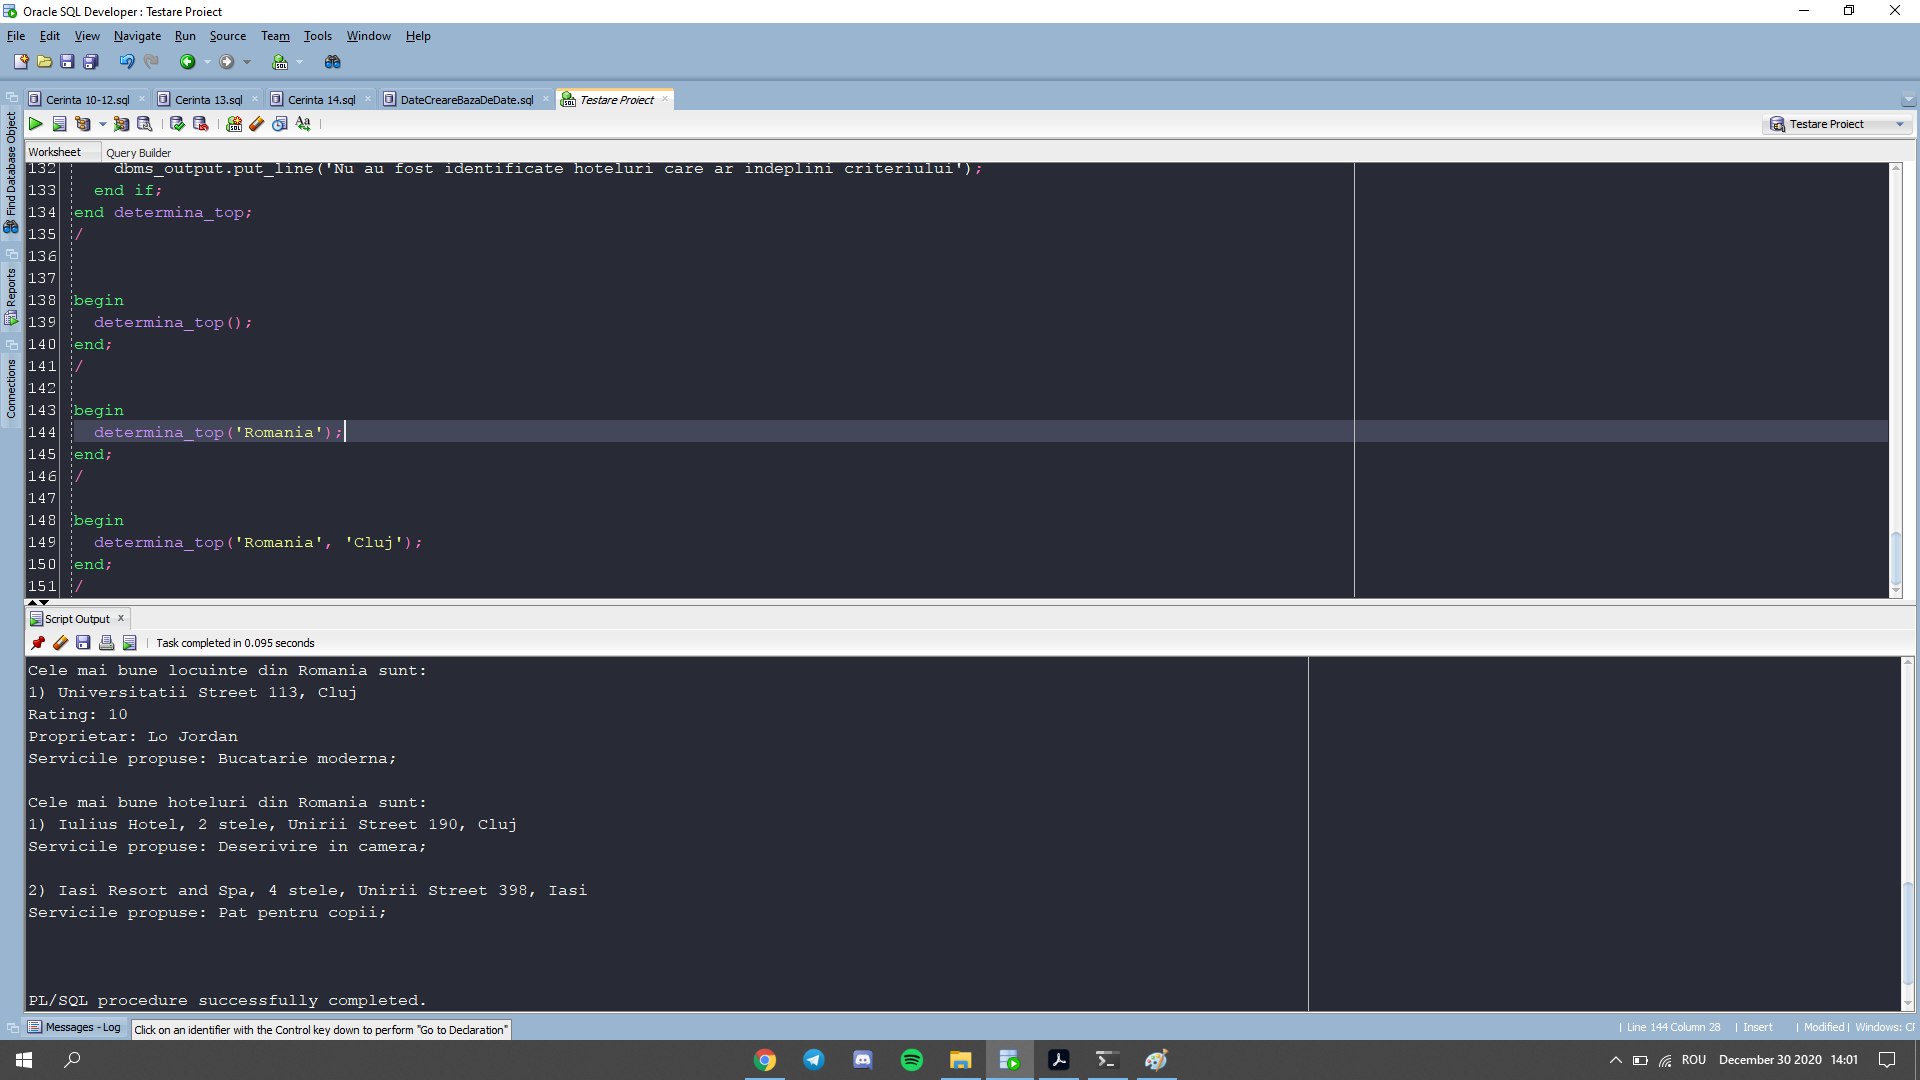 Oracle SQL Developer : Testare Proiect
File Edit View Navigate Run Source Team Tools Window Help
Cerinta 10-12.sql Cerinta 13.sql Cerinta 14.sql DateCreareBazaDeDate.sql Testare Proiect
Testare Proiect
Worksheet Query Builder
Find Database Object
Reports
Connections
132 dbms_output.put_line('Nu au fost identificate hoteluri care ar indeplini criteriului');
133 end if;
134 end determina_top;
135 /
136
137
138 begin
139 determina_top();
140 end;
141 /
142
143 begin
144 determina_top('Romania');
145 end;
146 /
147
148 begin
149 determina_top('Romania', 'Cluj');
150 end;
151 /
Script Output
Task completed in 0.095 seconds
Cele mai bune locuinte din Romania sunt:
1) Universitatii Street 113, Cluj
Rating: 10
Proprietar: Lo Jordan
Servicile propuse: Bucatarie moderna;
Cele mai bune hoteluri din Romania sunt:
1) Iulius Hotel, 2 stele, Unirii Street 190, Cluj
Servicile propuse: Deserivire in camera;
2) Iasi Resort and Spa, 4 stele, Unirii Street 398, Iasi
Servicile propuse: Pat pentru copii;
PL/SQL procedure successfully completed.
Messages - Log Click on an identifier with the Control key down to perform "Go to Declaration"
Line 144 Column 28 Insert Modified Windows: CF
ROU December 30 2020 14:01